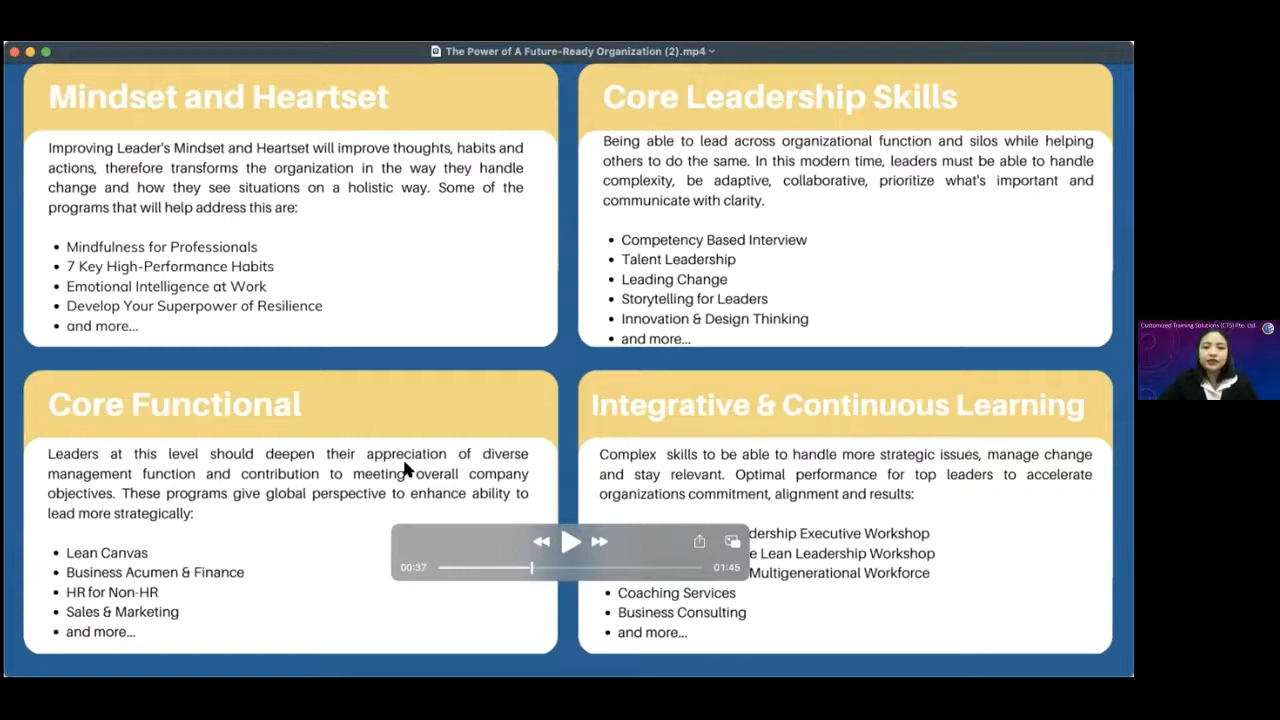 The Power of A Future-Ready Organization (2).mp4
Mindset and Heartset
Improving Leader's Mindset and Heartset will improve thoughts, habits and
actions, therefore transforms the organization in the way they handle
change and how they see situations on a holistic way. Some of the
programs that will help address this are:
• Mindfulness for Professionals
• 7 Key High-Performance Habits
• Emotional Intelligence at Work
• Develop Your Superpower of Resilience
• and more...
Core Leadership Skills
Being able to lead across organizational function and silos while helping
others to do the same. In this modern time, leaders must be able to handle
complexity, be adaptive, collaborative, prioritize what's important and
communicate with clarity.
• Competency Based Interview
• Talent Leadership
• Leading Change
• Storytelling for Leaders
• Innovation & Design Thinking
• and more...
Core Functional
Leaders at this level should deepen their appreciation of diverse
management function and contribution to meeting overall company
objectives. These programs give global perspective to enhance ability to
lead more strategically:
• Lean Canvas
• Business Acumen & Finance
• HR for Non-HR
• Sales & Marketing
• and more...
Integrative & Continuous Learning
Complex skills to be able to handle more strategic issues, manage change
and stay relevant. Optimal performance for top leaders to accelerate
organizations commitment, alignment and results:
dership Executive Workshop
e Lean Leadership Workshop
Multigenerational Workforce
• Coaching Services
• Business Consulting
• and more...
00:37
01:45
Customized Training Solutions (CTS) Pte. Ltd.